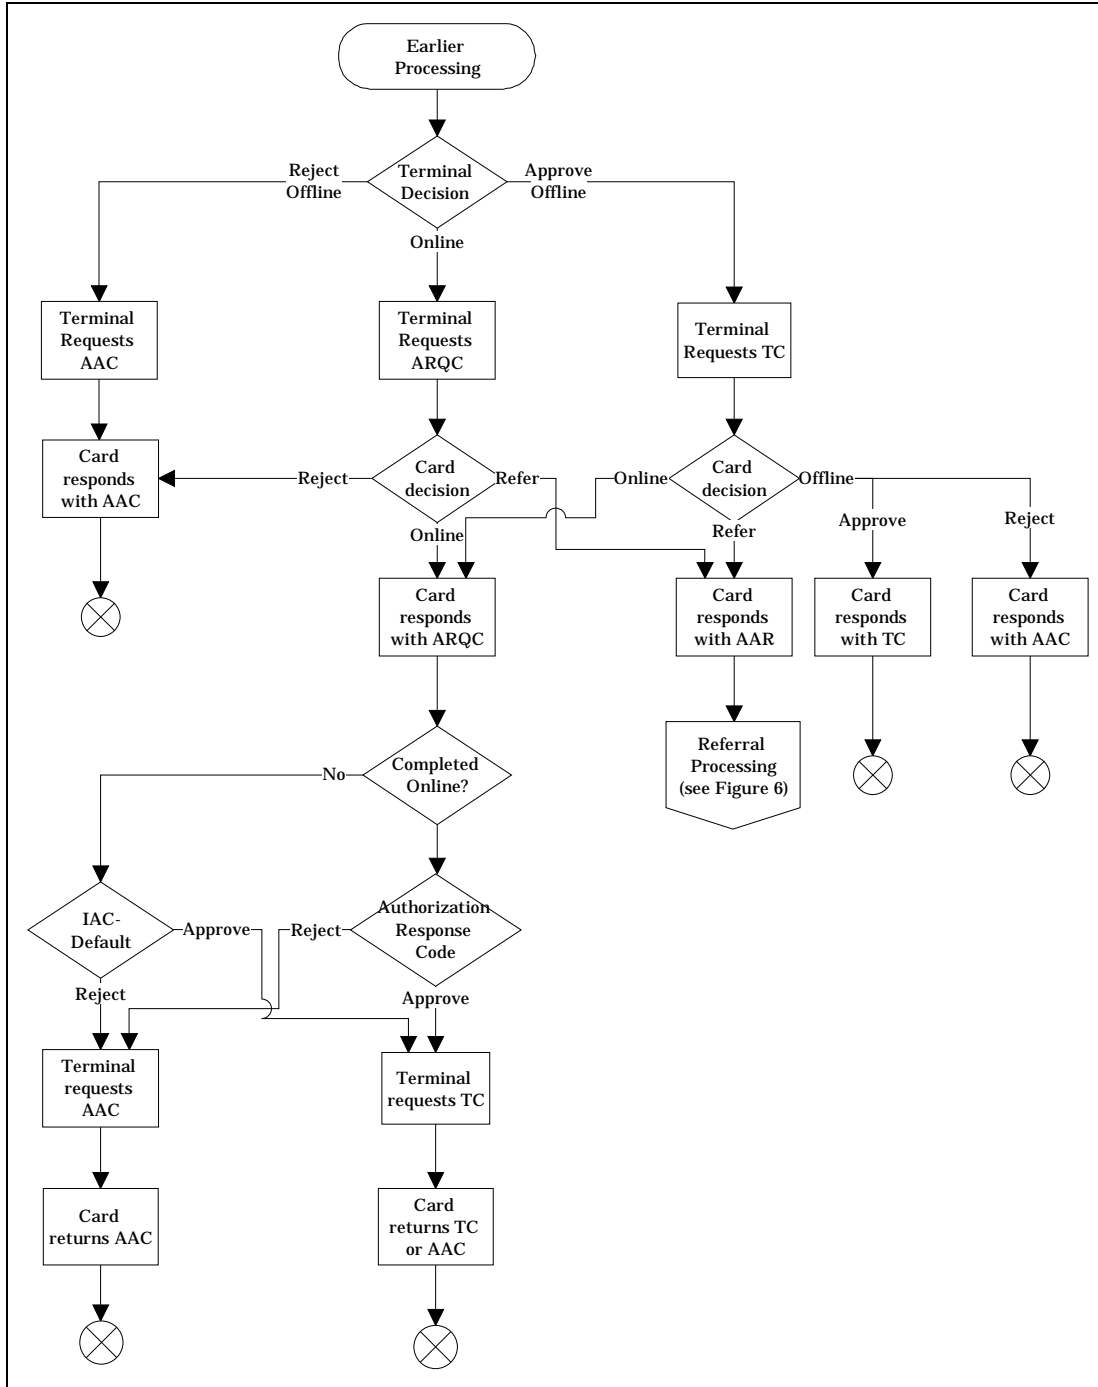 Earlier
Processing
Reject
Offline
Terminal
Decision
Approve
Offline
Online
Terminal
Requests
AAC
Terminal
Requests
ARQC
Terminal
Requests TC
Card
responds
with AAC
Reject
Card
decision
Refer
Online
Card
decision
Offline
Online
Refer
Approve
Reject
Card
responds
with ARQC
Card
responds
with AAR
Card
responds
with TC
Card
responds
with AAC
No
Completed
Online?
Referral
Processing
(see Figure 6)
IAC-
Default
Approve
Reject
Authorization
Response
Code
Reject
Approve
Terminal
requests
AAC
Terminal
requests TC
Card
returns AAC
Card
returns TC
or AAC